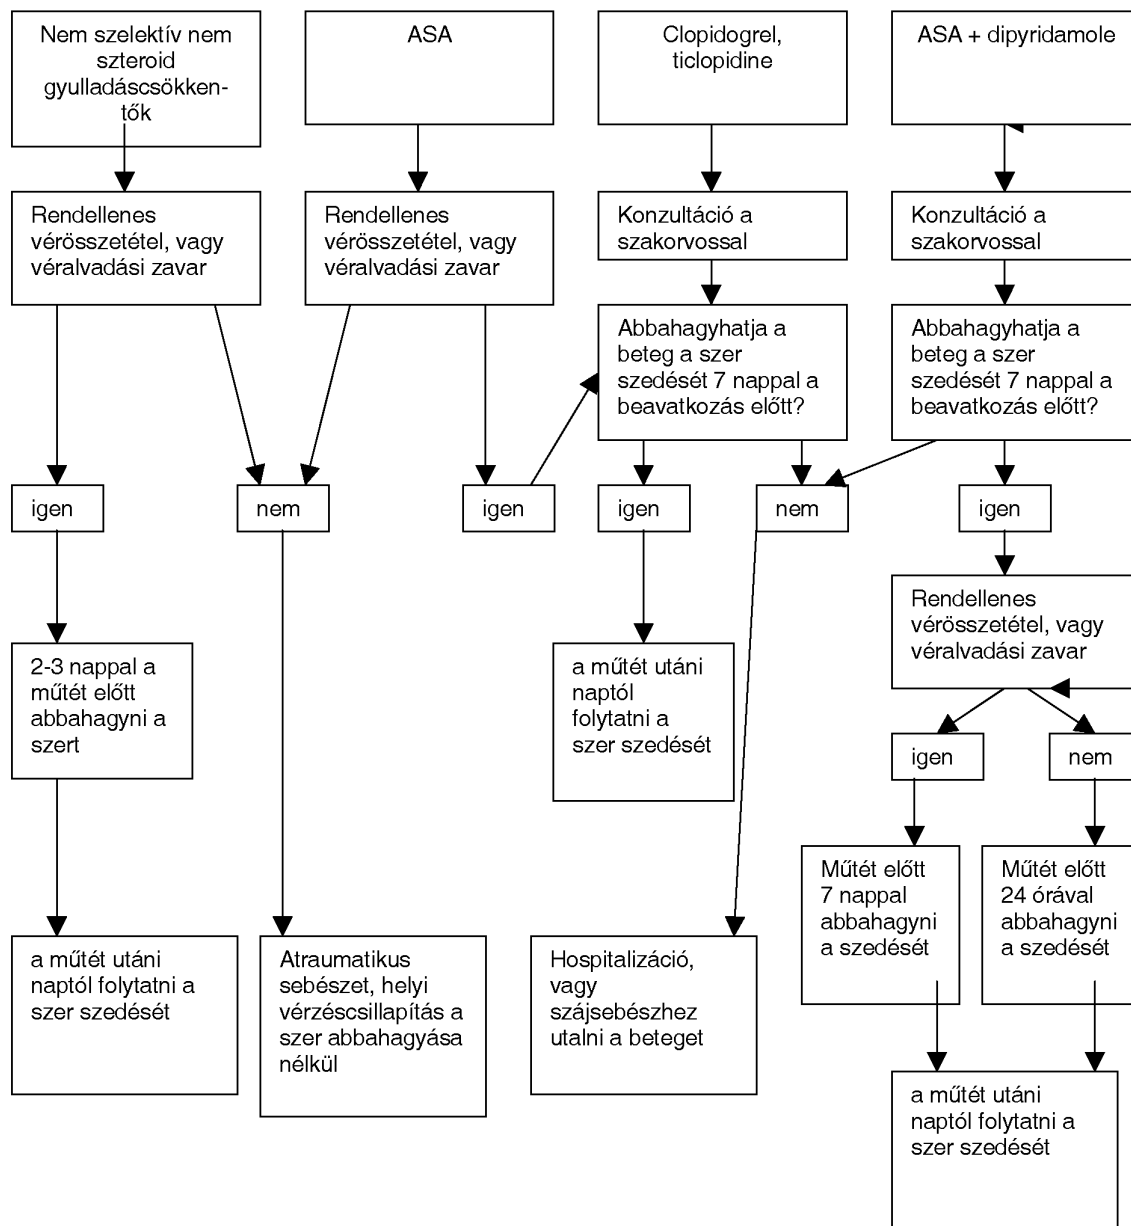 Nem szelektív nem
szteroid
gyulladáscsökken-
tők
ASA
Clopidogrel,
ticlopidine
ASA + dipyridamole
Rendellenes
vérösszetétel, vagy
véralvadási zavar
Rendellenes
vérösszetétel, vagy
véralvadási zavar
Konzultáció a
szakorvossal
Konzultáció a
szakorvossal
Abbahagyhatja a
beteg a szer
szedését 7 nappal a
beavatkozás előtt?
Abbahagyhatja a
beteg a szer
szedését 7 nappal a
beavatkozás előtt?
igen
nem
igen
igen
nem
igen
Rendellenes
vérösszetétel, vagy
véralvadási zavar
2-3 nappal a
műtét előtt
abbahagyni a
szert
a műtét utáni
naptól
folytatni a
szer szedését
igen
nem
Műtét előtt
7 nappal
abbahagyni
a szedését
Műtét előtt
24 órával
abbahagyni
a szedését
a műtét utáni
naptól folytatni a
szer szedését
Atraumatikus
sebészet, helyi
vérzéscsillapítás a
szer abbahagyása
nélkül
Hospitalizáció,
vagy
szájsebészhez
utalni a beteget
a műtét utáni
naptól folytatni a
szer szedését